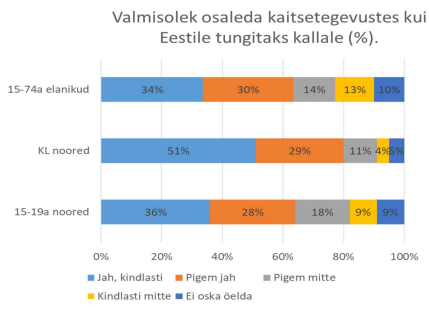 Valmisolek osaleda kaitsetegevustes kui
Eestile tungitaks kallale (%).
15-74a elanikud
34% 30% 14% 13% 10%
KL noored
51% 29% 11% 4% 5%
15-19a noored
36% 28% 18% 9% 9%
0% 20% 40% 60% 80% 100%
Jah, kindlasti Pigem jah Pigem mitte
Kindlasti mitte Ei oska öelda